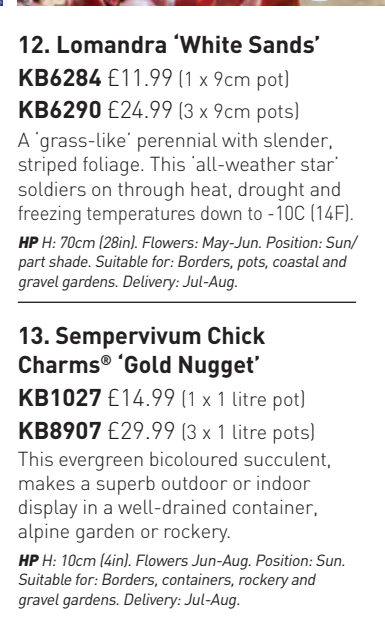 12. Lomandra ‘White Sands’
KB6284 £11.99 (1 x 9cm pot)
KB6290 £24.99 (3 x 9cm pots)
A ‘grass-like’ perennial with slender,
striped foliage. This ‘all-weather star’
soldiers on through heat, drought and
freezing temperatures down to -10C (14F).
HP H: 70cm (28in). Flowers: May-Jun. Position: Sun/
part shade. Suitable for: Borders, pots, coastal and
gravel gardens. Delivery: Jul-Aug.
13. Sempervivum Chick
Charms® ‘Gold Nugget’
KB1027 £14.99 (1 x 1 litre pot)
KB8907 £29.99 (3 x 1 litre pots)
This evergreen bicoloured succulent,
makes a superb outdoor or indoor
display in a well-drained container,
alpine garden or rockery.
HP H: 10cm (4in). Flowers Jun-Aug. Position: Sun.
Suitable for: Borders, containers, rockery and
gravel gardens. Delivery: Jul-Aug.